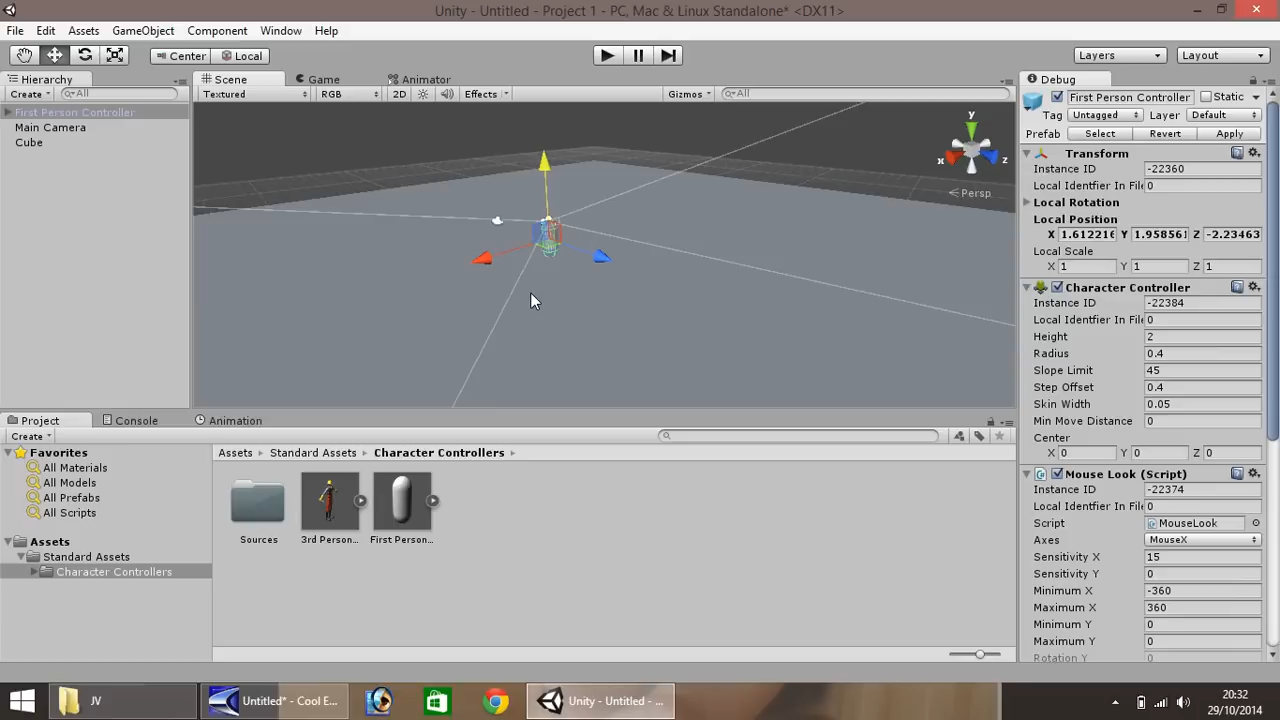 Unity - Untitled - Project 1 - PC, Mac & Linux Standalone* <DX11>
File Edit Assets GameObject Component Window Help
Center Local Layers Layout
Hierarchy
Create All
First Person Controller
Main Camera
Cube
Scene Game Animator
Textured RGB 2D Effects Gizmos All
y
x z
Persp
Debug
First Person Controller Static
Tag Untagged Layer Default
Prefab Select Revert Apply
Transform
Instance ID -22360
Local Identfier In File 0
Local Rotation
Local Position
X 1.612216 Y 1.958561 Z -2.23463
Local Scale
X 1 Y 1 Z 1
Character Controller
Instance ID -22384
Local Identfier In File 0
Height 2
Radius 0.4
Slope Limit 45
Step Offset 0.4
Skin Width 0.05
Min Move Distance 0
Center
X 0 Y 0 Z 0
Mouse Look (Script)
Instance ID -22374
Local Identfier In File 0
Script MouseLook
Axes MouseX
Sensitivity X 15
Sensitivity Y 0
Minimum X -360
Maximum X 360
Minimum Y 0
Maximum Y 0
Rotation Y 0
Project Console Animation
Create
Favorites
All Materials
All Models
All Prefabs
All Scripts
Assets
Standard Assets
Character Controllers
Assets Standard Assets Character Controllers
Sources 3rd Person... First Person...
JV Untitled* - Cool E... Unity - Untitled - ...
20:32
29/10/2014